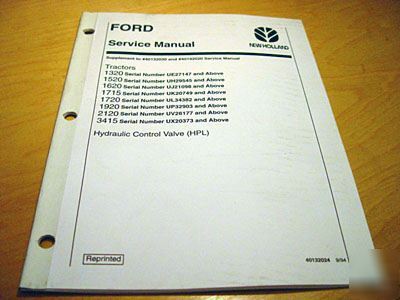 FORD
Service Manual
NEW HOLLAND
Supplement to #40132030 and #40192020 Service Manual
Tractors
1320 Serial Number UE27147 and Above
1520 Serial Number UH29545 and Above
1620 Serial Number UJ21098 and Above
1715 Serial Number UK20749 and Above
1720 Serial Number UL34382 and Above
1920 Serial Number UP32903 and Above
2120 Serial Number UV26177 and Above
3415 Serial Number UX20373 and Above
Hydraulic Control Valve (HPL)
Reprinted
40132024 9/94